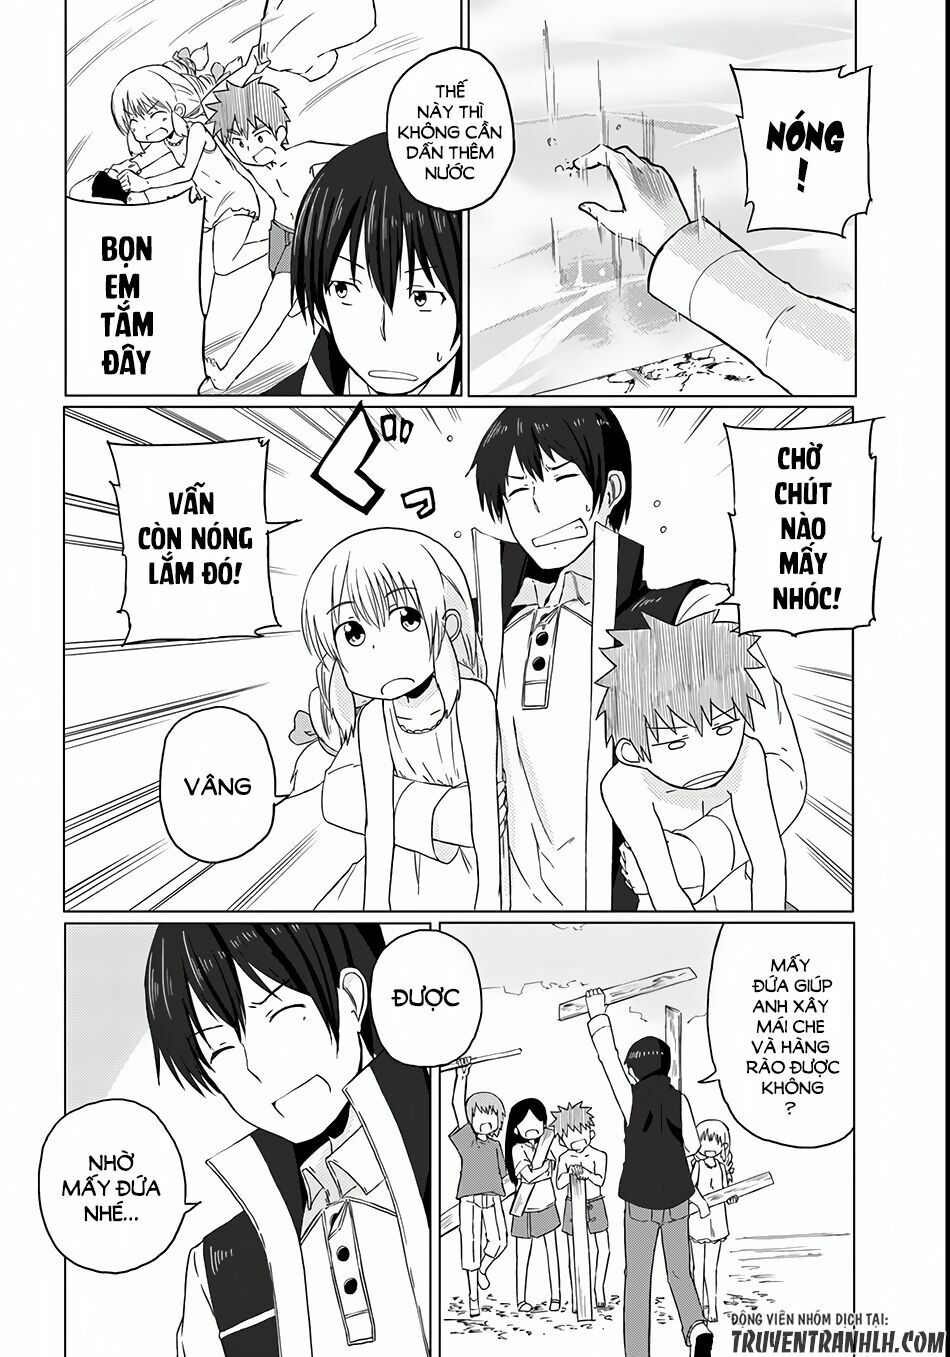 NÓNG
!
THẾ
NÀY THÌ
KHÔNG CẦN
DẪN THÊM
NƯỚC
BỌN
EM
TẮM
ĐÂY
CHỜ
CHÚT
NÀO
MẤY
NHÓC!
VẪN
CÒN NÓNG
LẮM ĐÓ!
VÂNG
MẤY
ĐỨA GIÚP
ANH XÂY
MÁI CHE
VÀ HÀNG
RÀO ĐƯỢC
KHÔNG
?
ĐƯỢC
NHỜ
MẤY ĐỨA
NHÉ...
ĐỘNG VIÊN NHÓM DỊCH TẠI:
TRUYENTRANHLH.COM